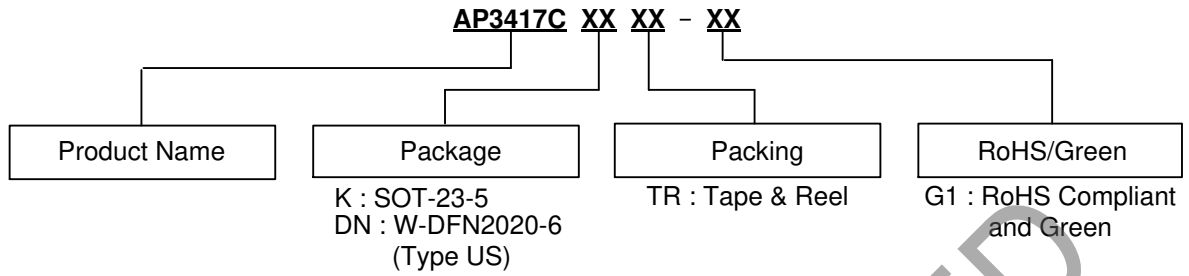 AP3417C XX XX - XX
Product Name
Package
Packing
RoHS/Green
K : SOT-23-5
DN : W-DFN2020-6
(Type US)
TR : Tape & Reel
G1 : RoHS Compliant
and Green